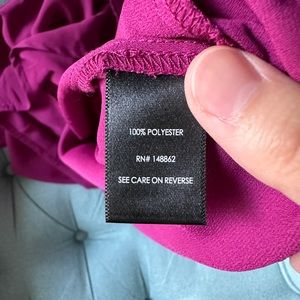 100% POLYESTER
RN# 148862
SEE CARE ON REVERSE